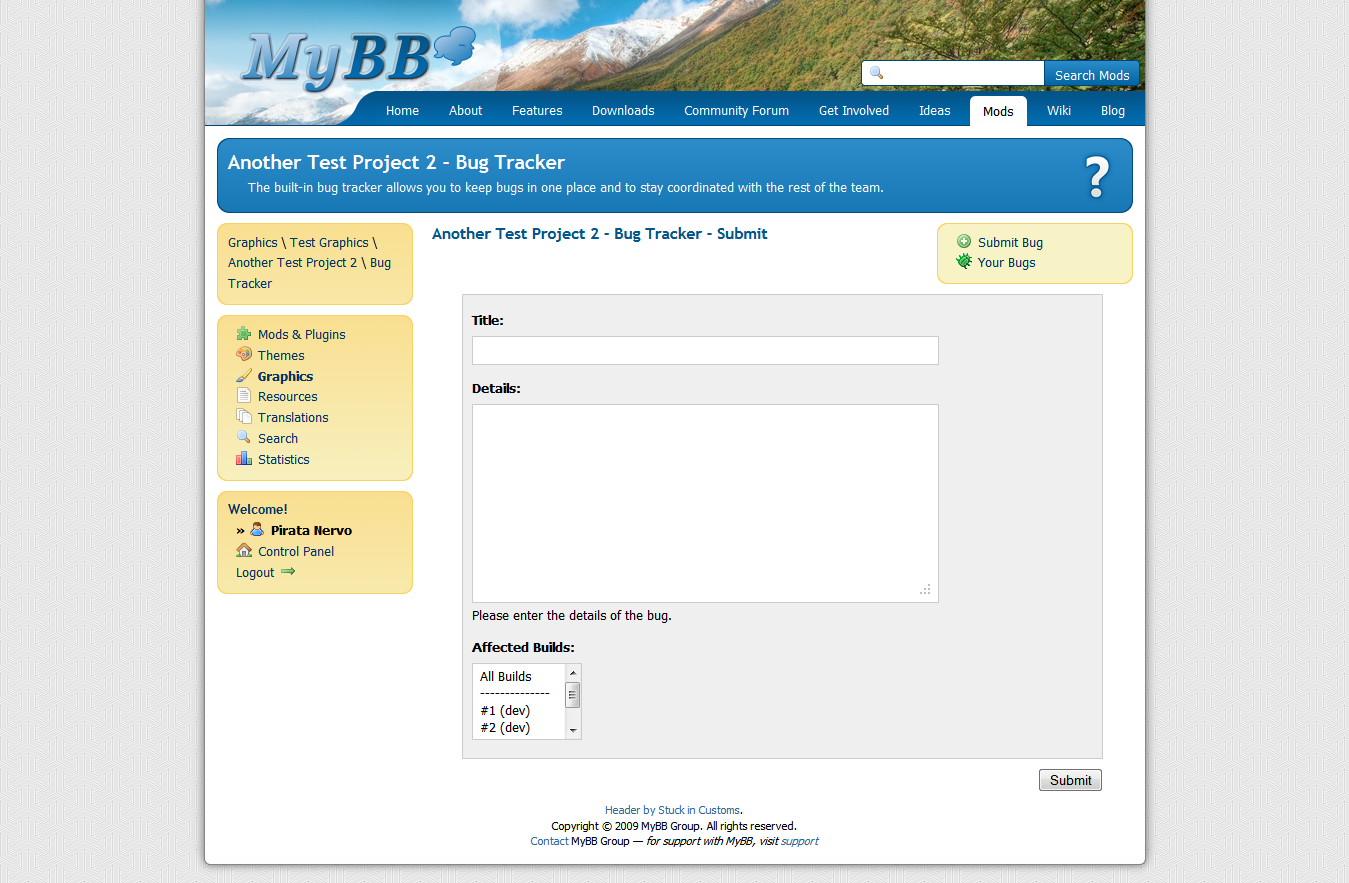 MyBB
Search Mods
Home About Features Downloads Community Forum Get Involved Ideas Mods Wiki Blog
Another Test Project 2 - Bug Tracker
The built-in bug tracker allows you to keep bugs in one place and to stay coordinated with the rest of the team.
?
Graphics \ Test Graphics \
Another Test Project 2 \ Bug
Tracker
Mods & Plugins
Themes
Graphics
Resources
Translations
Search
Statistics
Welcome!
» Pirata Nervo
Control Panel
Logout
Another Test Project 2 - Bug Tracker - Submit
Submit Bug
Your Bugs
Title:
Details:
Please enter the details of the bug.
Affected Builds:
All Builds
--------------
#1 (dev)
#2 (dev)
Submit
Header by Stuck in Customs.
Copyright © 2009 MyBB Group. All rights reserved.
Contact MyBB Group — for support with MyBB, visit support